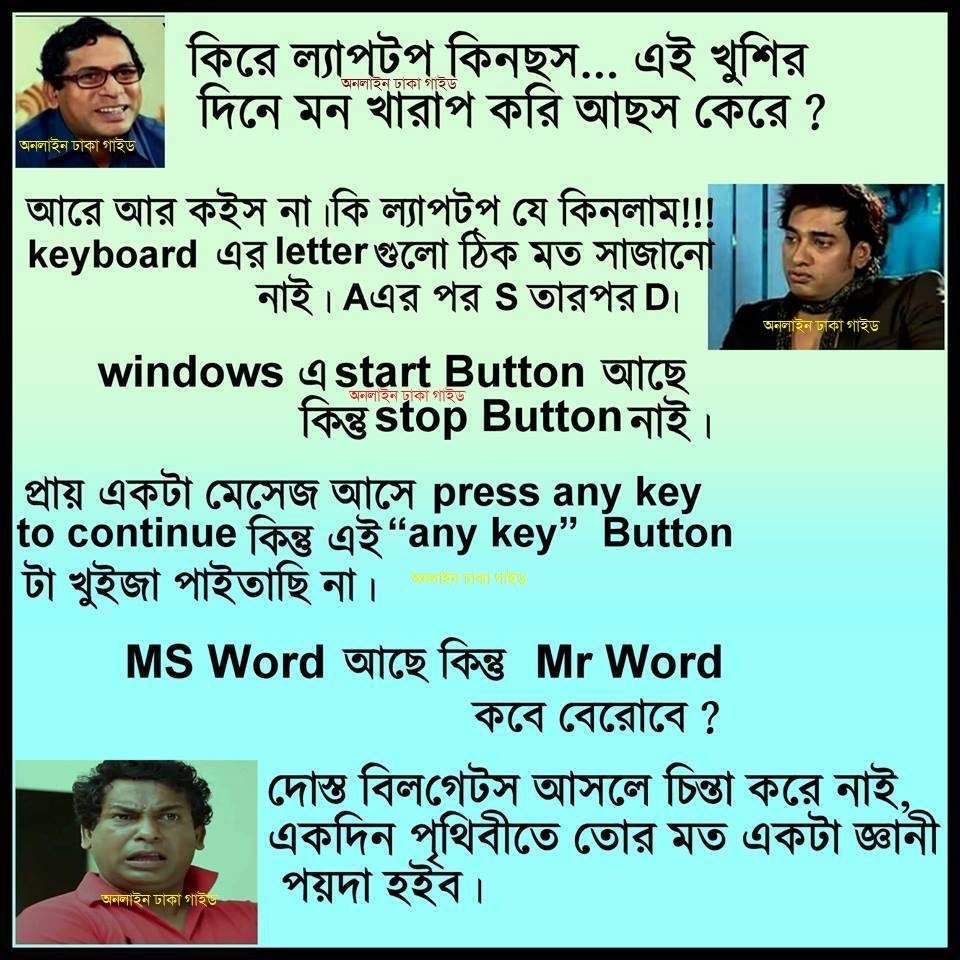 কিরে ল্যাপটপ কিনছস... এই খুশির
অনলাইন ঢাকা গাইড
দিনে মন খারাপ করি আছস কেরে ?
অনলাইন ঢাকা গাইড
আরে আর কইস না।কি ল্যাপটপ যে কিনলাম!!!
keyboard এর letter গুলো ঠিক মত সাজানো
নাই। Aএর পর S তারপর D।
অনলাইন ঢাকা গাইড
windows এ start Button আছে
অনলাইন ঢাকা গাইড
কিন্তু stop Button নাই।
প্রায় একটা মেসেজ আসে press any key
to continue কিন্তু এই “any key” Button
টা খুইজা পাইতাছি না।
অনলাইন ঢাকা গাইড
MS Word আছে কিন্তু Mr Word
কবে বেরোবে ?
দোস্ত বিলগেটস আসলে চিন্তা করে নাই,
একদিন পৃথিবীতে তোর মত একটা জ্ঞানী
পয়দা হইব।
অনলাইন ঢাকা গাইড